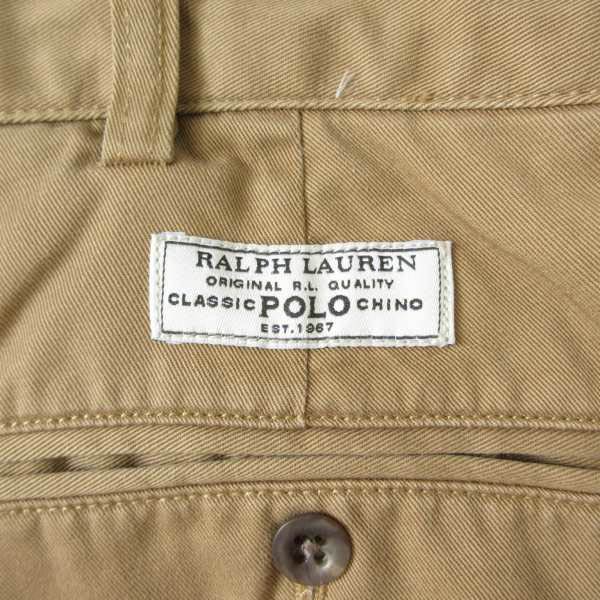 RALPH LAUREN
ORIGINAL R.L. QUALITY
CLASSIC POLO CHINO
EST. 1967